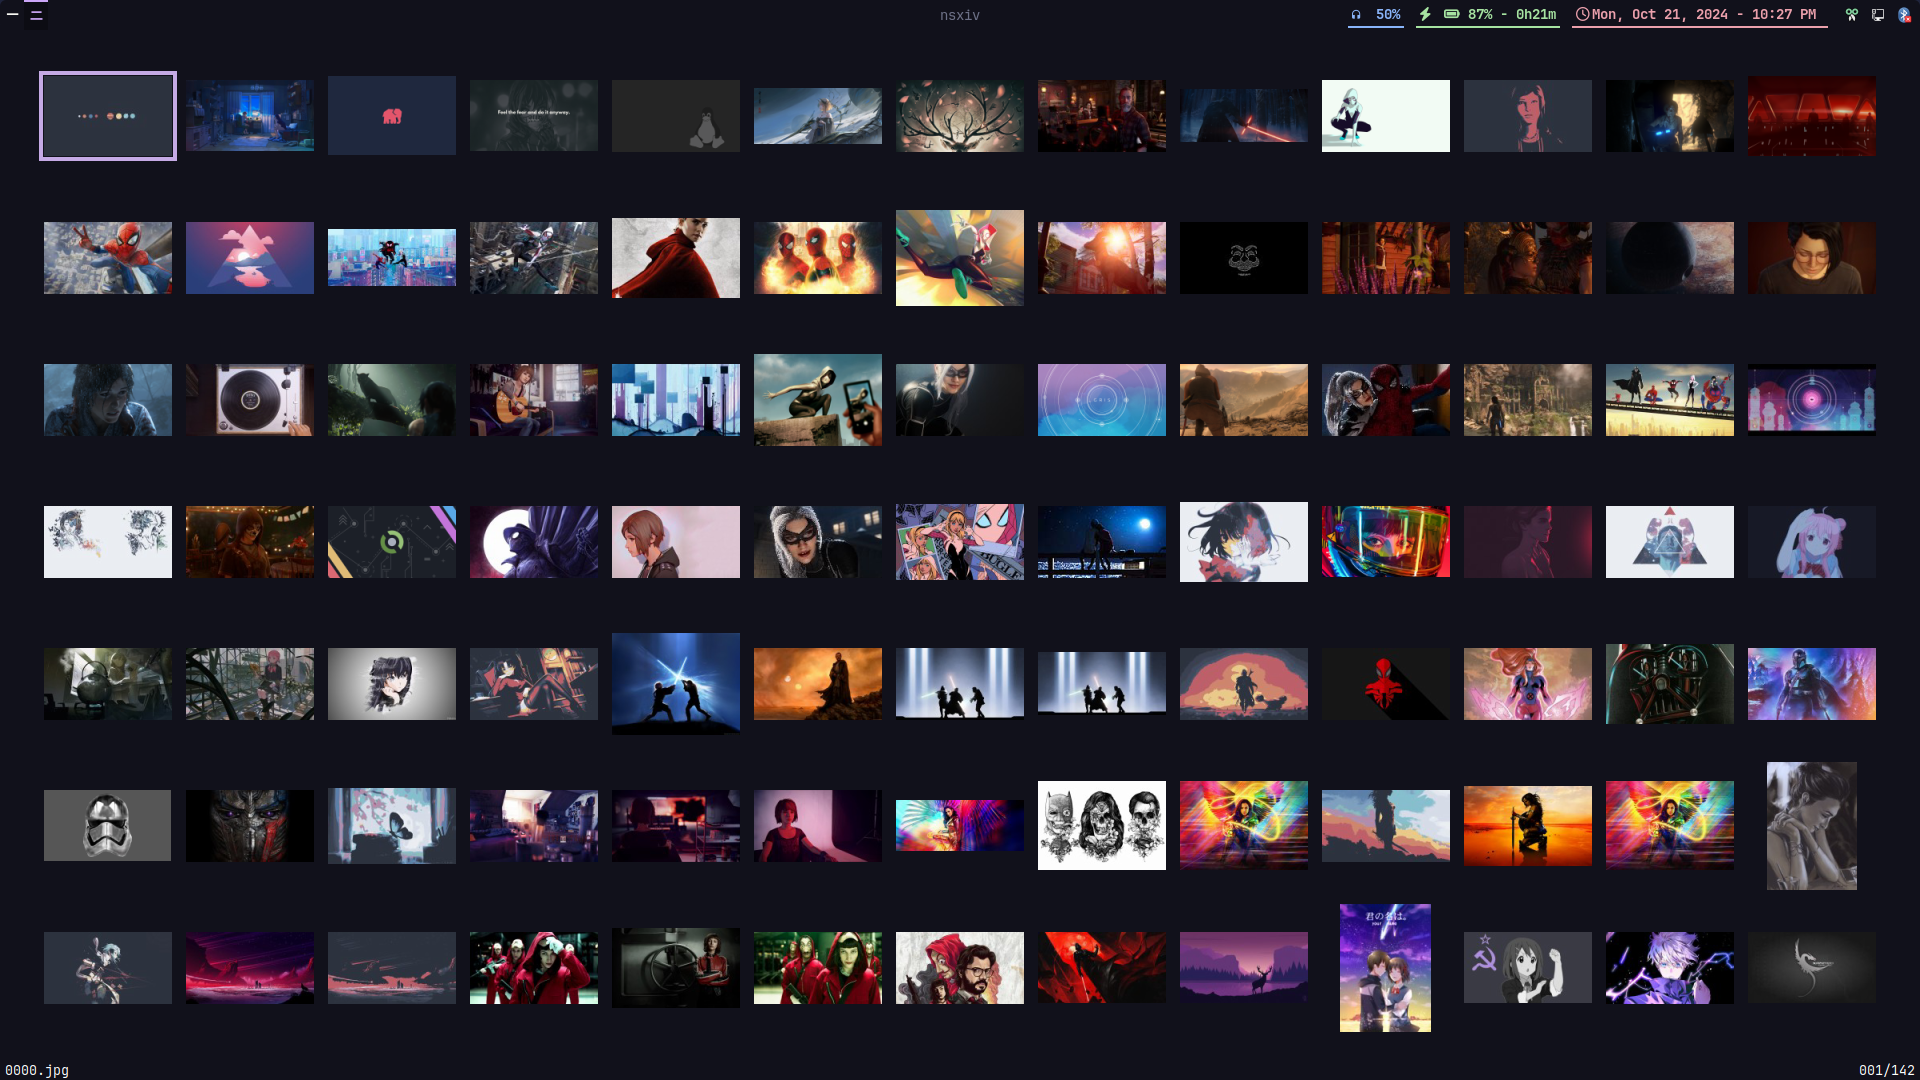 nsxiv
50%
87% - 0h21m
Mon, Oct 21, 2024 - 10:27 PM
Feel the fear and do it anyway.
君の名は。
0000.jpg
001/142